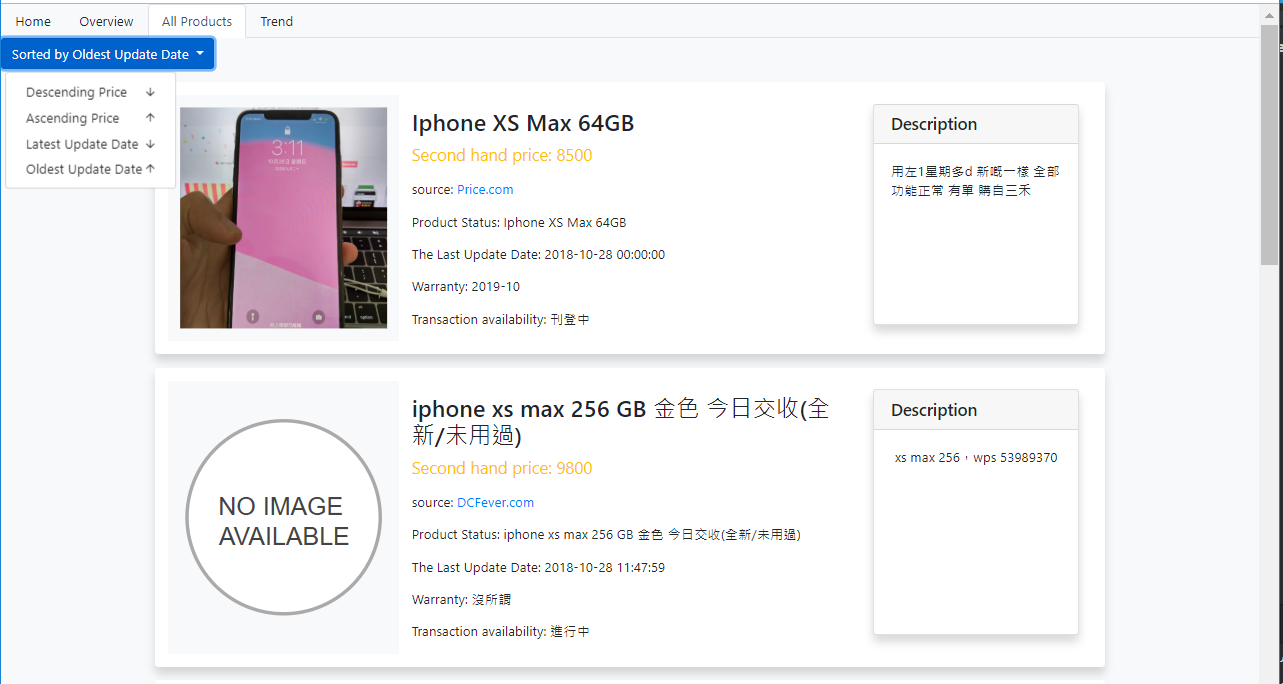 Home Overview All Products Trend
Sorted by Oldest Update Date
Descending Price ↓
Ascending Price ↑
Latest Update Date ↓
Oldest Update Date ↑
3:11
Iphone XS Max 64GB
Second hand price: 8500
source: Price.com
Product Status: Iphone XS Max 64GB
The Last Update Date: 2018-10-28 00:00:00
Warranty: 2019-10
Transaction availability: 刊登中
Description
用左1星期多d 新嘅一樣 全部
功能正常 有單 購自三禾
NO IMAGE
AVAILABLE
iphone xs max 256 GB 金色 今日交收(全
新/未用過)
Second hand price: 9800
source: DCFever.com
Product Status: iphone xs max 256 GB 金色 今日交收(全新/未用過)
The Last Update Date: 2018-10-28 11:47:59
Warranty: 沒所謂
Transaction availability: 進行中
Description
xs max 256，wps 53989370